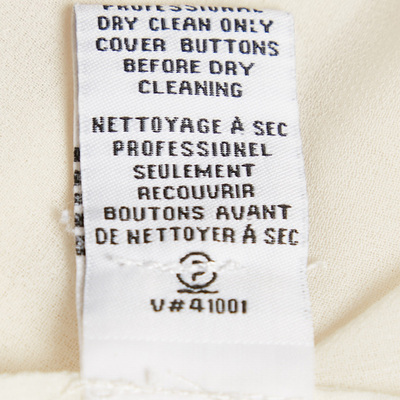 PROFESSIONAL
DRY CLEAN ONLY
COVER BUTTONS
BEFORE DRY
CLEANING
NETTOYAGE À SEC
PROFESSIONEL
SEULEMENT
RECOUVRIR
BOUTONS AVANT
DE NETTOYER Á SEC
P
V#41001